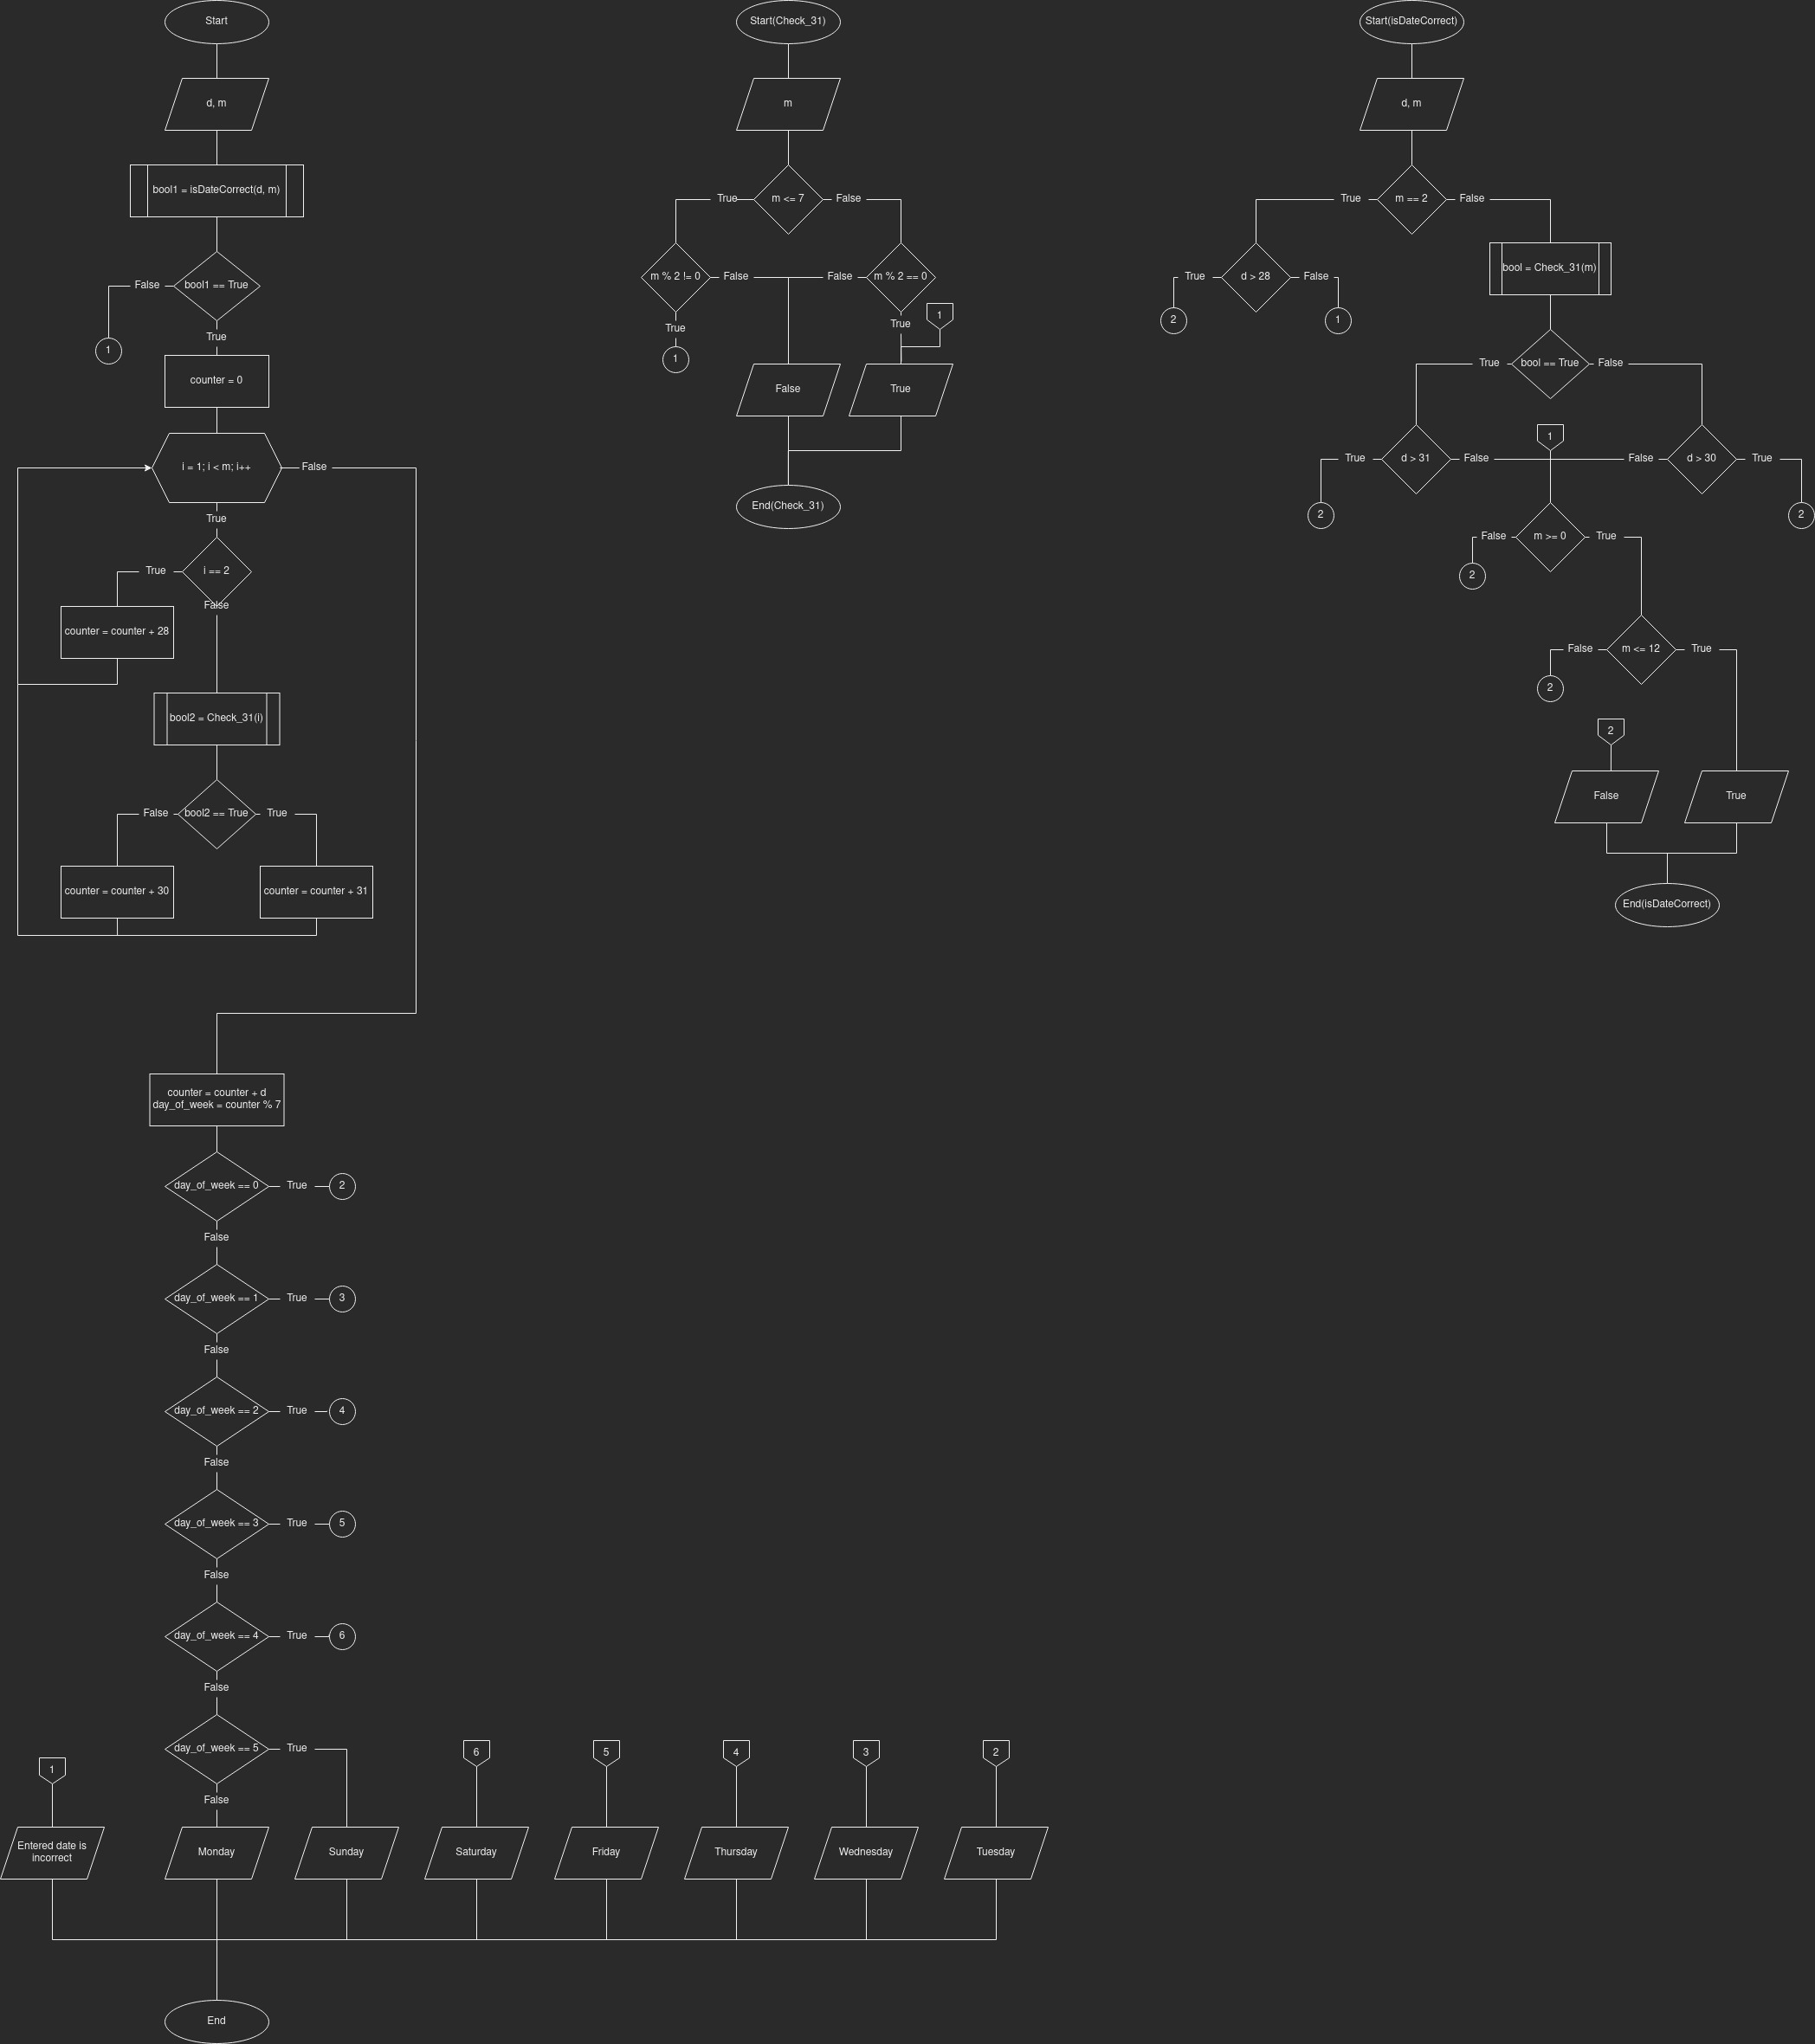 Start
d, m
bool1 = isDateCorrect(d, m)
bool1 == True
False
True
1
counter = 0
i = 1; i < m; i++
False
True
i == 2
True
False
counter = counter + 28
bool2 = Check_31(i)
bool2 == True
False
True
counter = counter + 30
counter = counter + 31
counter = counter + d
day_of_week = counter % 7
day_of_week == 0
True
2
False
day_of_week == 1
True
3
False
day_of_week == 2
True
4
False
day_of_week == 3
True
5
False
day_of_week == 4
True
6
False
day_of_week == 5
True
False
1
6
5
4
3
2
Entered date is
incorrect
Monday
Sunday
Saturday
Friday
Thursday
Wednesday
Tuesday
End
Start(Check_31)
m
True
m <= 7
False
m % 2 != 0
False
False
m % 2 == 0
True
1
True
1
False
True
End(Check_31)
Start(isDateCorrect)
d, m
True
m == 2
False
True
d > 28
False
2
1
bool = Check_31(m)
True
bool == True
False
1
True
d > 31
False
False
d > 30
True
2
2
False
m >= 0
True
2
False
m <= 12
True
2
2
False
True
End(isDateCorrect)